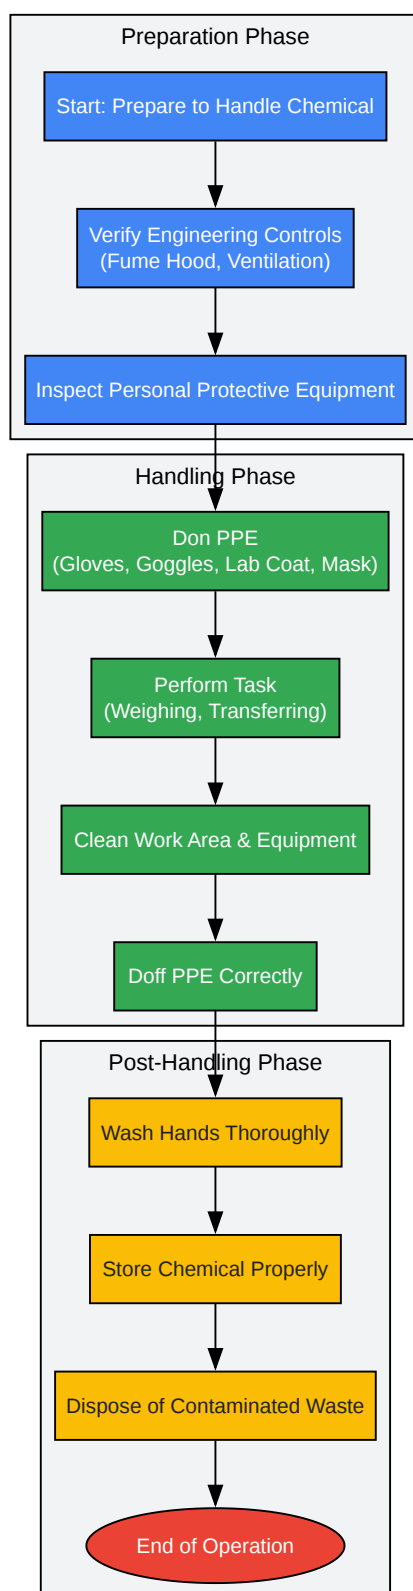 Preparation Phase
Start: Prepare to Handle Chemical
Verify Engineering Controls
(Fume Hood, Ventilation)
Inspect Personal Protective Equipment
Handling Phase
Don PPE
(Gloves, Goggles, Lab Coat, Mask)
Perform Task
(Weighing, Transferring)
Clean Work Area & Equipment
Doff PPE Correctly
Post-Handling Phase
Wash Hands Thoroughly
Store Chemical Properly
Dispose of Contaminated Waste
End of Operation